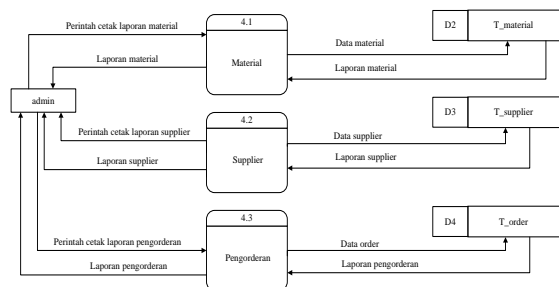 Perintah cetak laporan material
4.1
D2
T_material
Data material
Material
Laporan material
Laporan material
admin
4.2
D3
T_supplier
Perintah cetak laporan supplier
Data supplier
Supplier
Laporan supplier
Laporan supplier
4.3
D4
T_order
Perintah cetak laporan pengorderan
Data order
Pengorderan
Laporan pengorderan
Laporan pengorderan